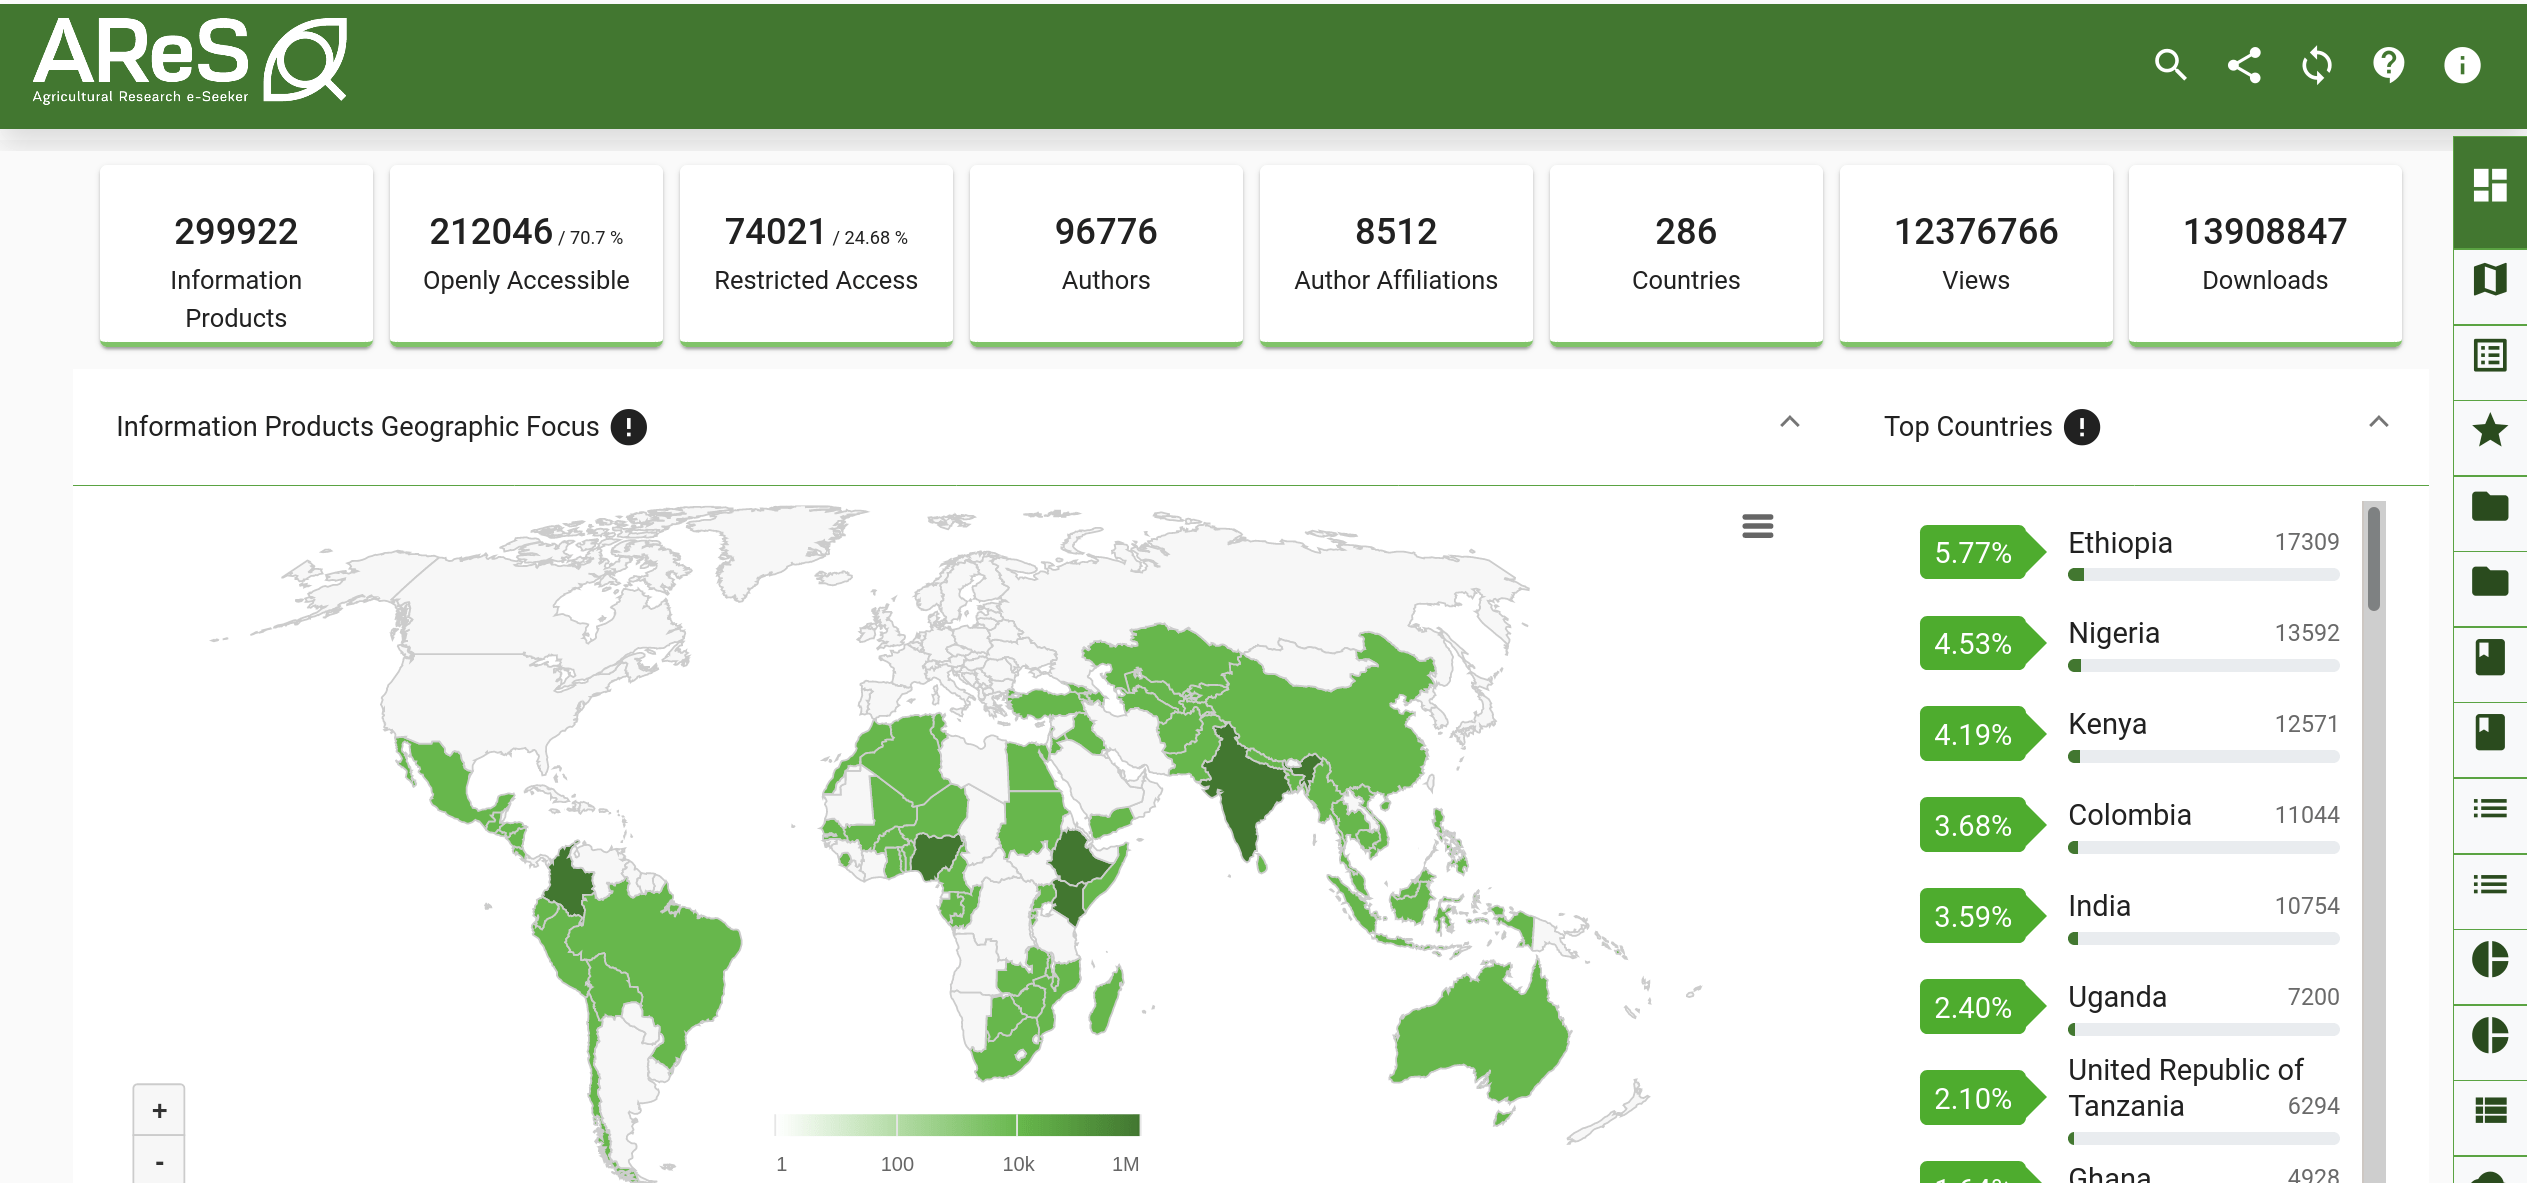 AReS
Agricultural Research e-Seeker
299922
Information
Products
212046 / 70.7 %
Openly Accessible
74021 / 24.68 %
Restricted Access
96776
Authors
8512
Author Affiliations
286
Countries
12376766
Views
13908847
Downloads
Information Products Geographic Focus
Top Countries
5.77% Ethiopia 17309
4.53% Nigeria 13592
4.19% Kenya 12571
3.68% Colombia 11044
3.59% India 10754
2.40% Uganda 7200
United Republic of
2.10% Tanzania 6294
1.64% Ghana 4928
+
-
1 100 10k 1M